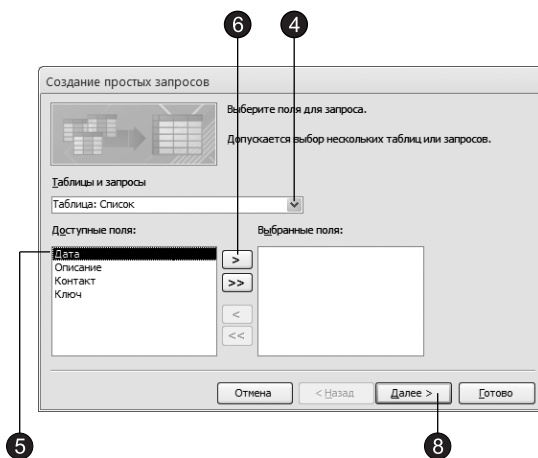 6 4
Создание простых запросов
Выберите поля для запроса.
Допускается выбор нескольких таблиц или запросов.
Таблицы и запросы
Таблица: Список
Доступные поля: Выбранные поля:
5
Дата
Описание
Контакт
Ключ
>
>>
<
<<
Отмена < Назад Далее > Готово
8